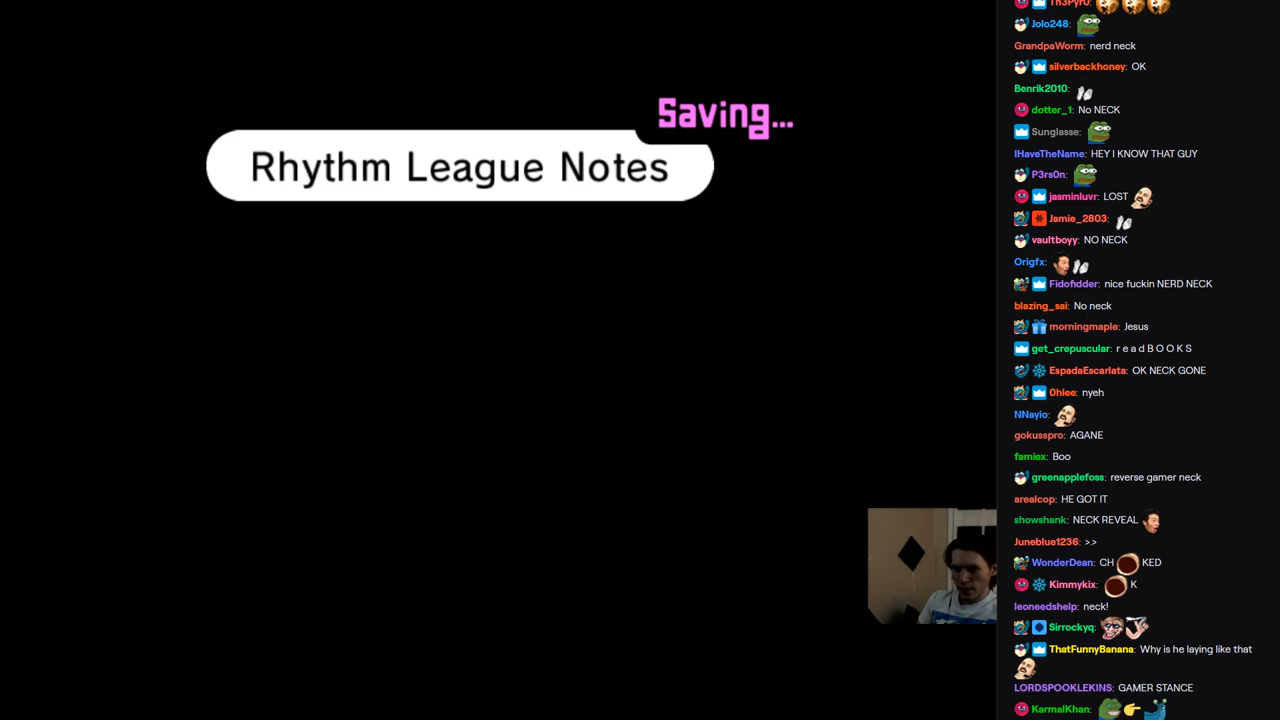 Saving...
Rhythm League Notes
Th3Pyr0:
Jolo248:
GrandpaWorm: nerd neck
silverbackhoney: OK
Benrik2010:
dotter_1: No NECK
Sunglasse:
IHaveTheName: HEY I KNOW THAT GUY
P3rs0n:
jasminluvr: LOST
Jamie_2803:
vaultboyy: NO NECK
Origfx:
Fidofidder: nice fuckin NERD NECK
blazing_sai: No neck
morningmaple: Jesus
get_crepuscular: r e a d B O O K S
EspadaEscarlata: OK NECK GONE
0hlee: nyeh
NNayio:
gokusspro: AGANE
famiex: Boo
greenapplefoss: reverse gamer neck
arealcop: HE GOT IT
showshank: NECK REVEAL
Juneblue1236: >.>
WonderDean: CH KED
Kimmykix: K
leoneedshelp: neck!
Sirrockyq:
ThatFunnyBanana: Why is he laying like that
LORDSPOOKLEKINS: GAMER STANCE
KarmalKhan: